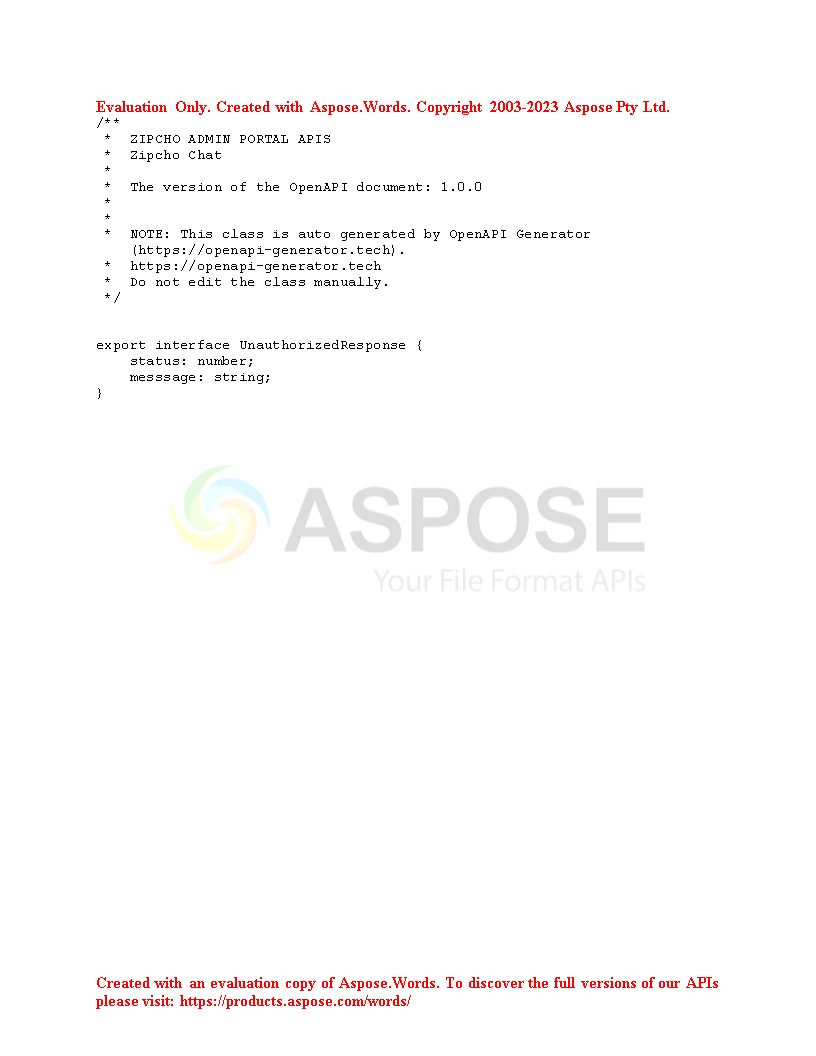 Evaluation Only. Created with Aspose.Words. Copyright 2003-2023 Aspose Pty Ltd.
/**
 * ZIPCHO ADMIN PORTAL APIS
 * Zipcho Chat
 *
 * The version of the OpenAPI document: 1.0.0
 *
 *
 * NOTE: This class is auto generated by OpenAPI Generator
   (https://openapi-generator.tech).
 * https://openapi-generator.tech
 * Do not edit the class manually.
 */
export interface UnauthorizedResponse {
    status: number;
    messsage: string;
}
ASPOSE
Your File Format APIs
Created with an evaluation copy of Aspose.Words. To discover the full versions of our APIs
please visit: https://products.aspose.com/words/